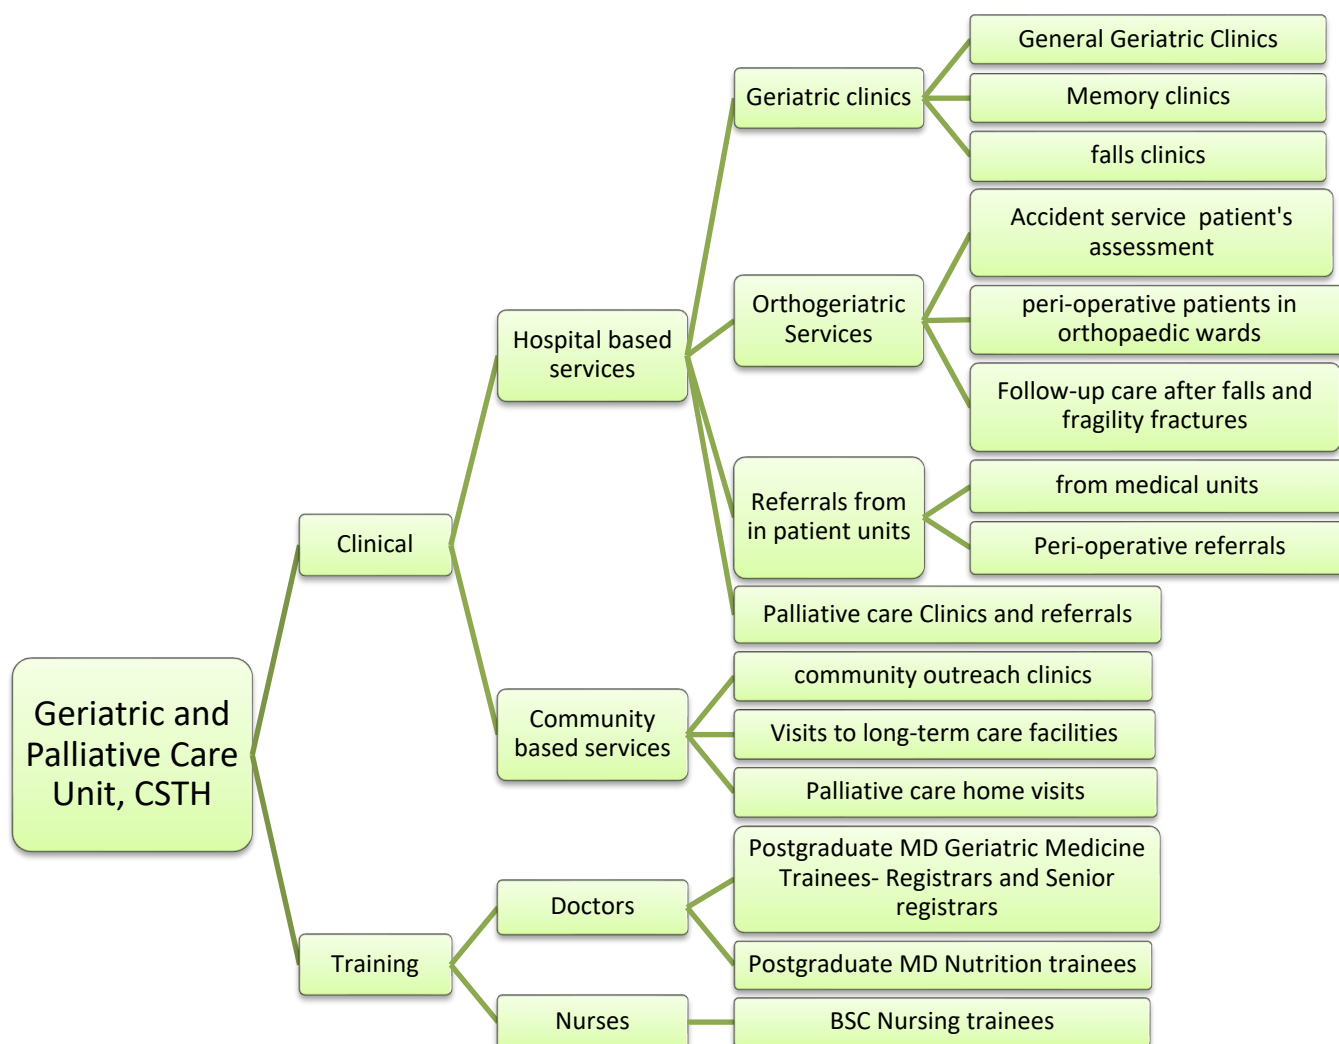 Geriatric and
Palliative Care
Unit, CSTH
Clinical
Hospital based
services
Geriatric clinics
General Geriatric Clinics
Memory clinics
falls clinics
Orthogeriatric
Services
Accident service  patient's
assessment
peri-operative patients in
orthopaedic wards
Follow-up care after falls and
fragility fractures
Referrals from
in patient units
from medical units
Peri-operative referrals
Palliative care Clinics and referrals
Community
based services
community outreach clinics
Visits to long-term care facilities
Palliative care home visits
Training
Doctors
Postgraduate MD Geriatric Medicine
Trainees- Registrars and Senior
registrars
Postgraduate MD Nutrition trainees
Nurses
BSC Nursing trainees